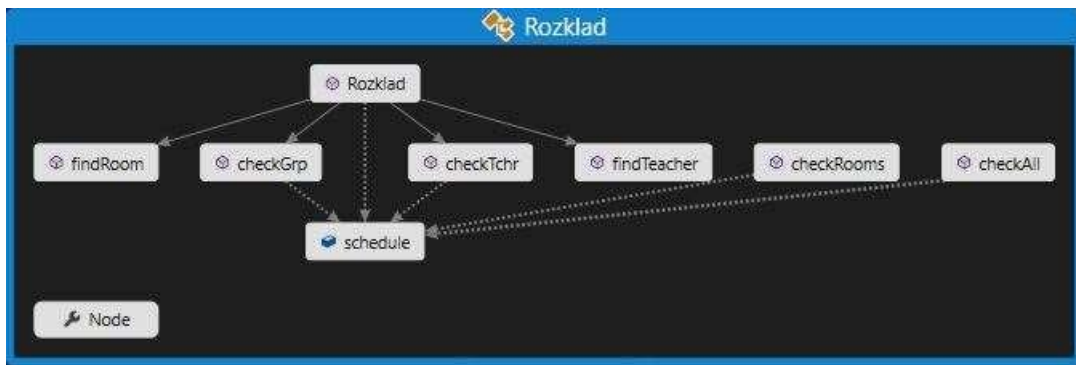 Rozklad
Rozklad
findRoom
checkGrp
checkTchr
findTeacher
checkRooms
checkAll
schedule
Node